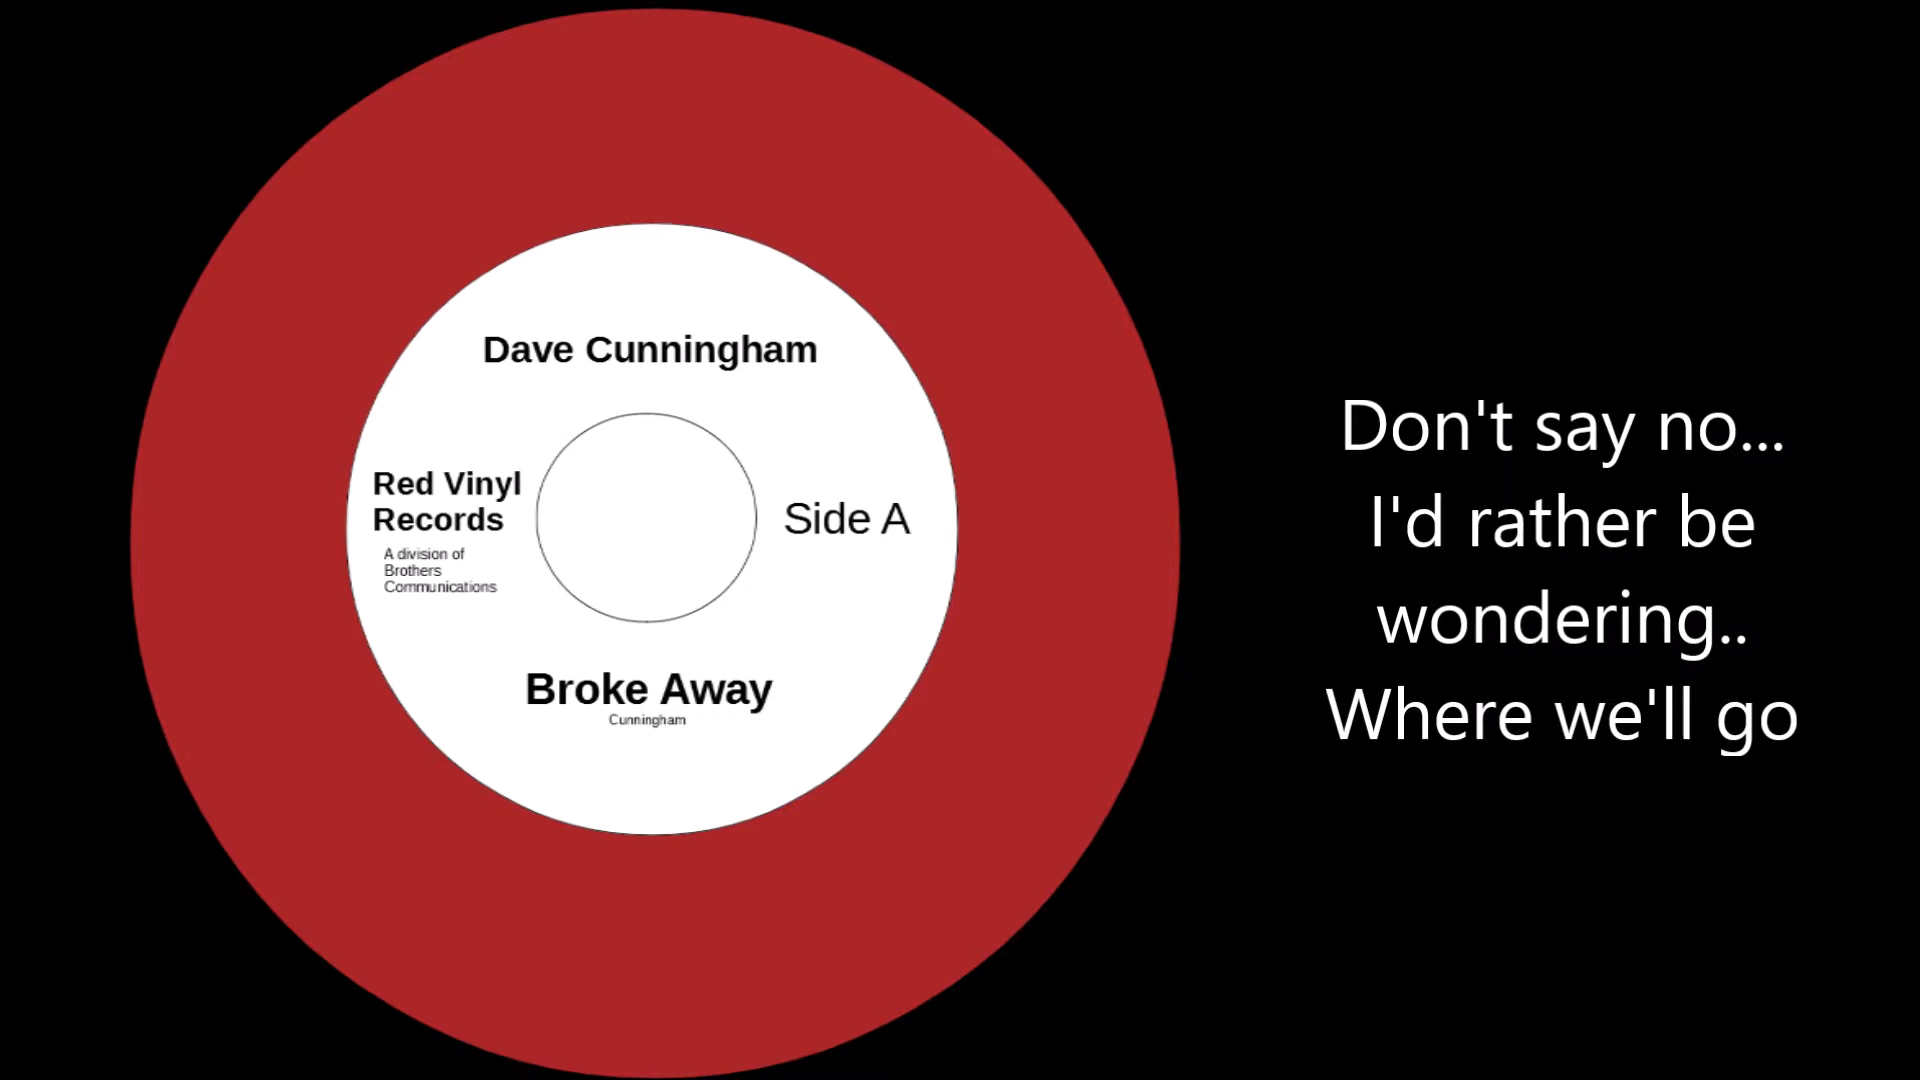 Dave Cunningham
Red Vinyl
Records
A division of
Brothers
Communications
Side A
Broke Away
Cunningham
Don't say no...
I'd rather be
wondering..
Where we'll go